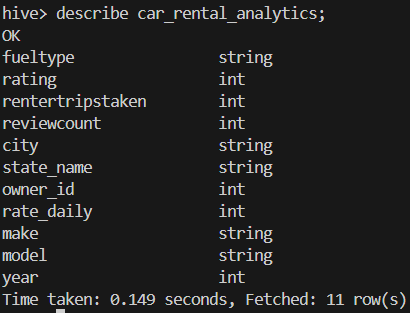 hive> describe car_rental_analytics;
OK
fueltype string
rating int
rentertripstaken int
reviewcount int
city string
state_name string
owner_id int
rate_daily int
make string
model string
year int
Time taken: 0.149 seconds, Fetched: 11 row(s)